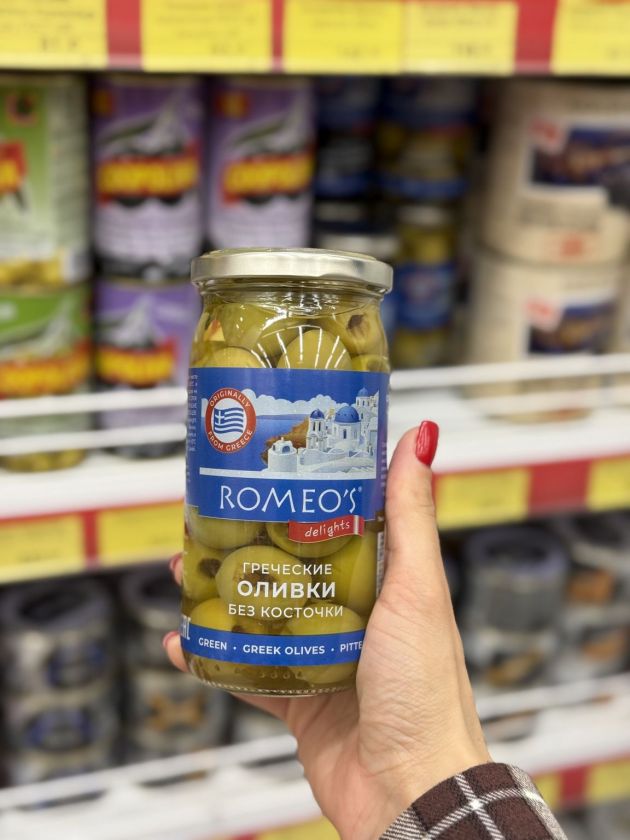 ORIGINALLY
FROM GREECE
ROMEO'S®
delights
ГРЕЧЕСКИЕ
ОЛИВКИ
БЕЗ КОСТОЧКИ
GREEN • GREEK OLIVES • PITTE